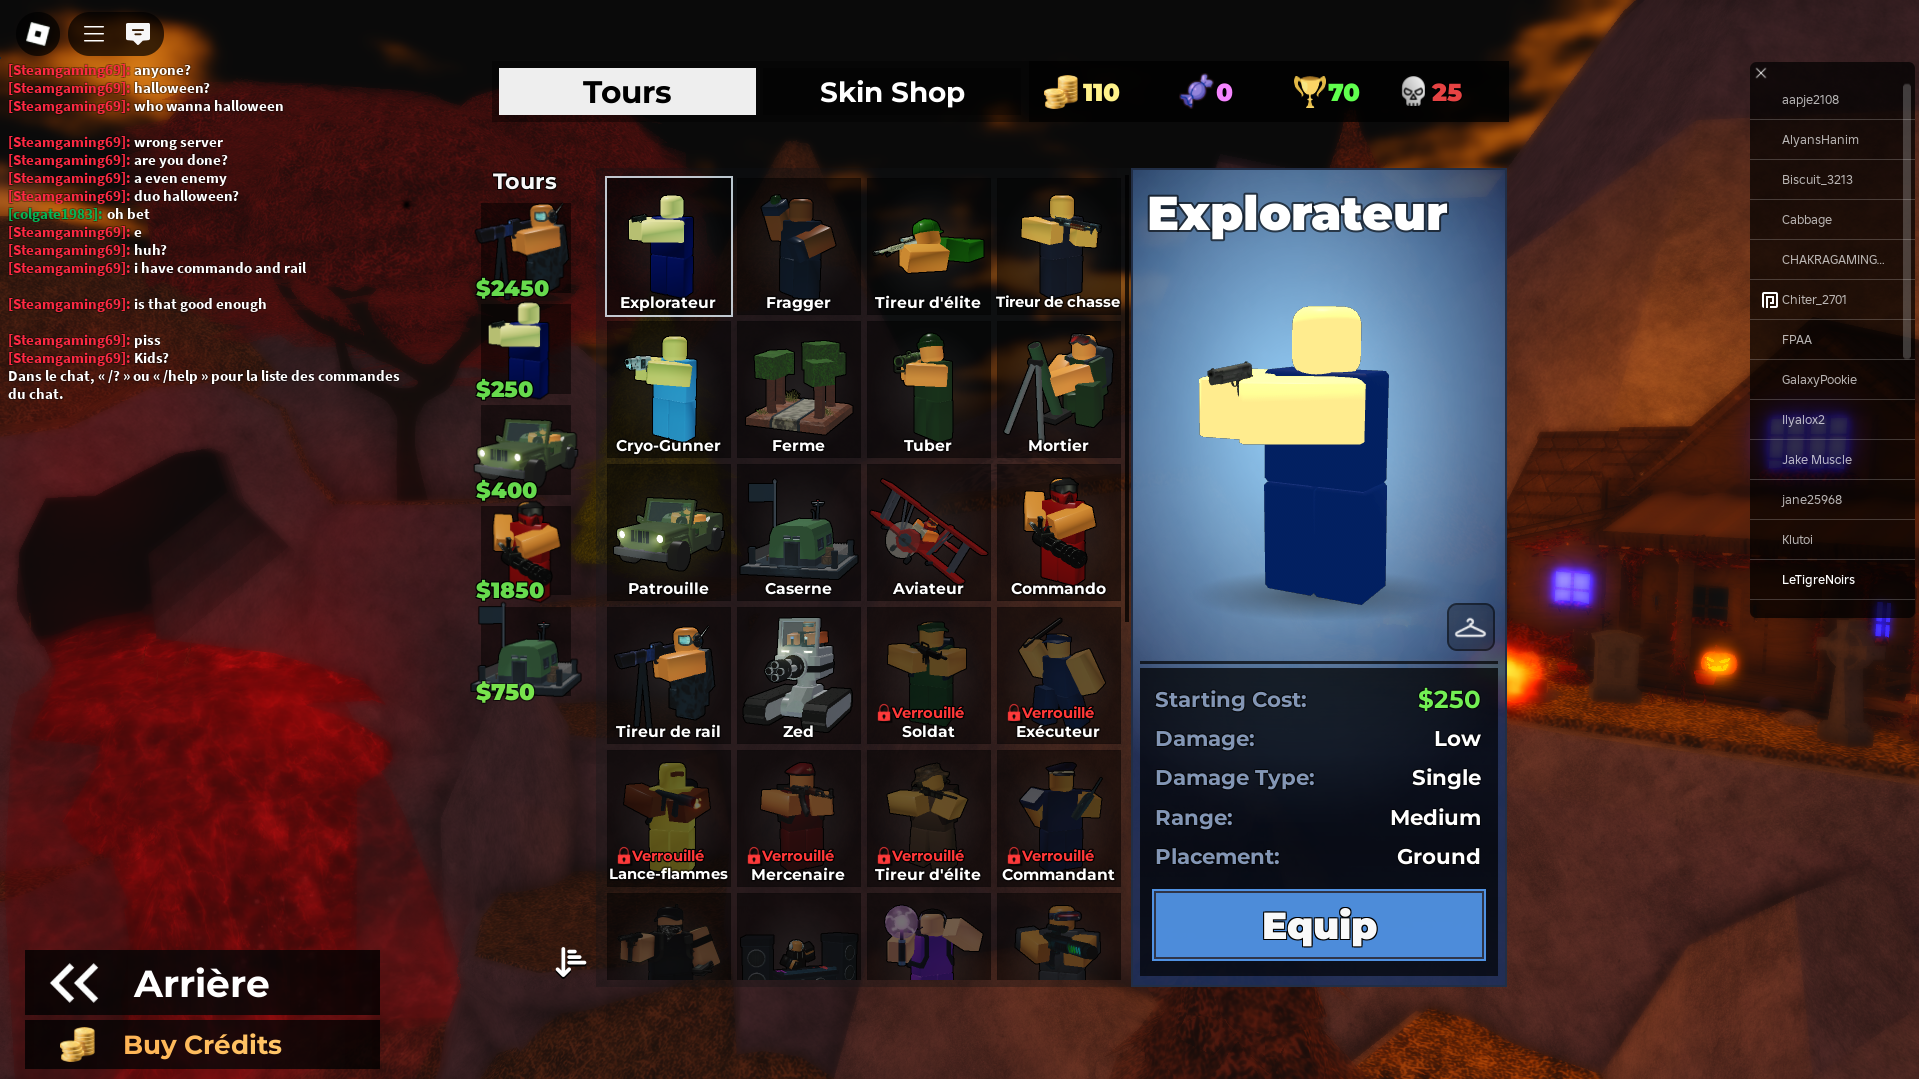 [Steamgaming69]: anyone?
[Steamgaming69]: halloween?
[Steamgaming69]: who wanna halloween
[Steamgaming69]: wrong server
[Steamgaming69]: are you done?
[Steamgaming69]: a even enemy
[Steamgaming69]: duo halloween?
[colgate1983]: oh bet
[Steamgaming69]: e
[Steamgaming69]: huh?
[Steamgaming69]: i have commando and rail
[Steamgaming69]: is that good enough
[Steamgaming69]: piss
[Steamgaming69]: Kids?
Dans le chat, « /? » ou « /help » pour la liste des commandes
du chat.
Tours
Skin Shop
110
0
70
25
Tours
$2450
$250
$400
$1850
$750
Explorateur
Fragger
Tireur d'élite
Tireur de chasse
Cryo-Gunner
Ferme
Tuber
Mortier
Patrouille
Caserne
Aviateur
Commando
Tireur de rail
Zed
Verrouillé
Soldat
Verrouillé
Exécuteur
Verrouillé
Lance-flammes
Verrouillé
Mercenaire
Verrouillé
Tireur d'élite
Verrouillé
Commandant
Explorateur
Starting Cost: $250
Damage: Low
Damage Type: Single
Range: Medium
Placement: Ground
Equip
aapje2108
AlyansHanim
Biscuit_3213
Cabbage
CHAKRAGAMING...
Chiter_2701
FPAA
GalaxyPookie
Ilyalox2
Jake Muscle
jane25968
Klutoi
LeTigreNoirs
Arrière
Buy Crédits